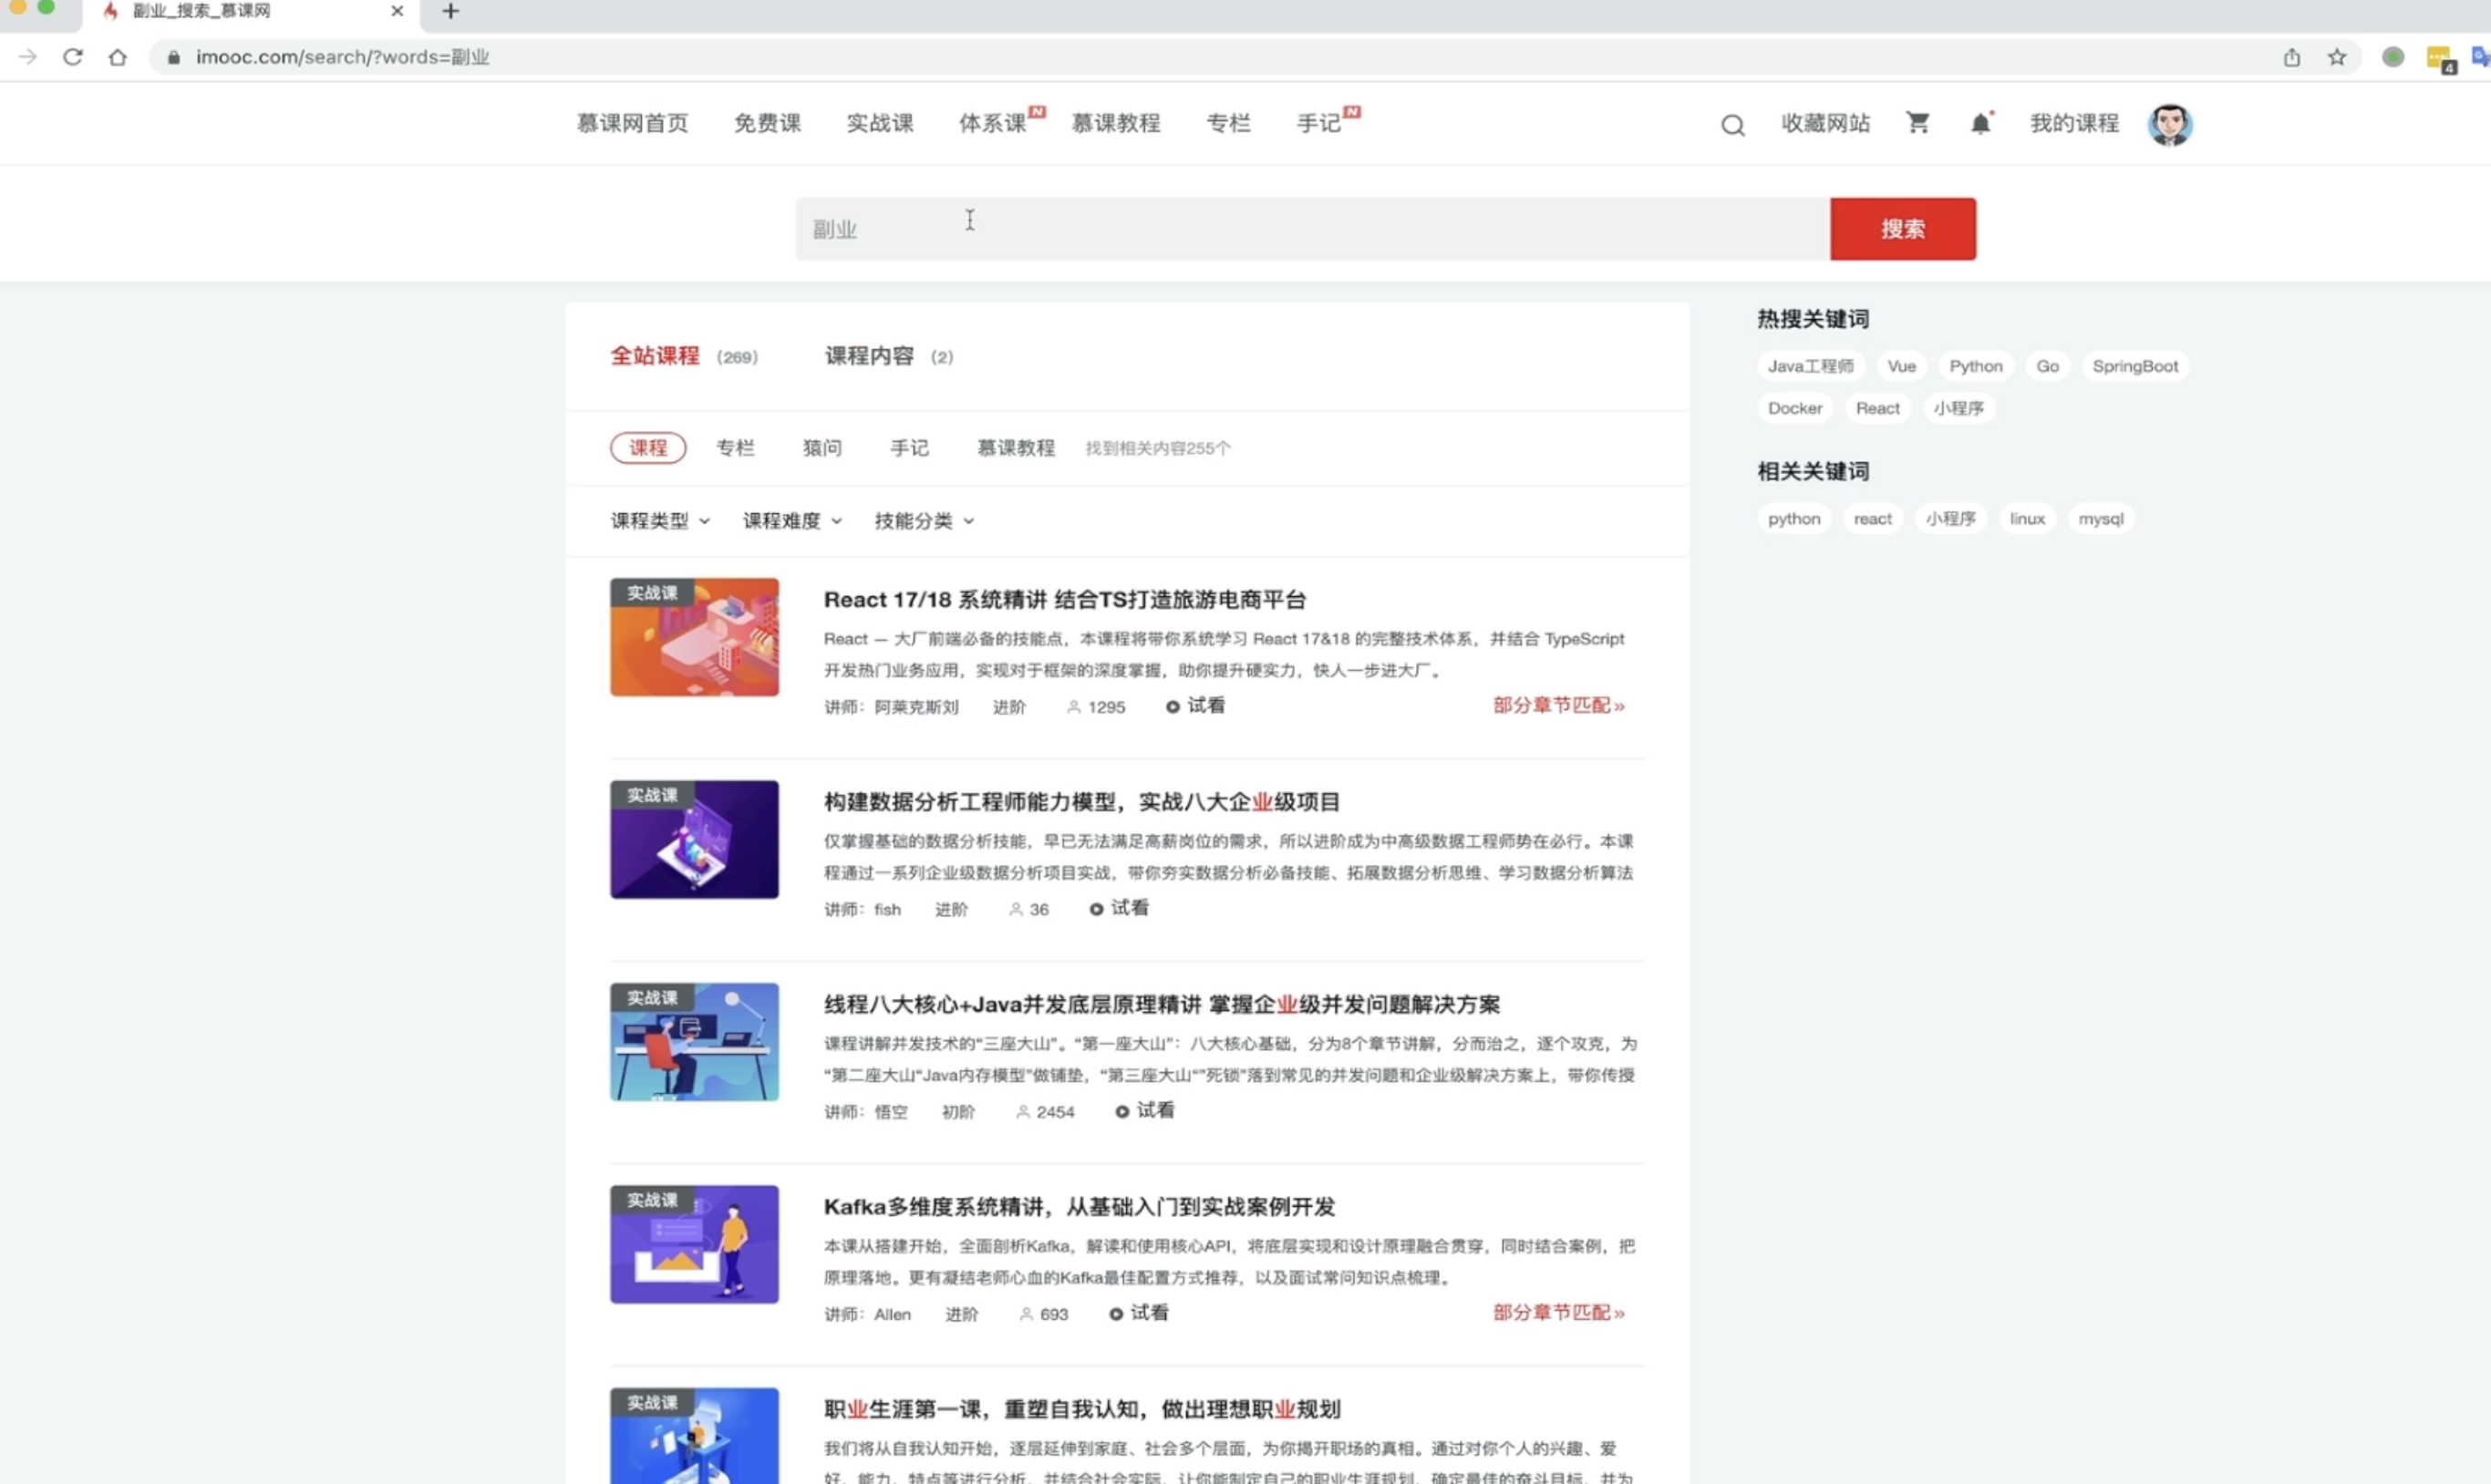 副业_搜索_慕课网
imooc.com/search/?words=副业
4
慕课网首页 免费课 实战课 体系课 N 慕课教程 专栏 手记 N 收藏网站 我的课程
副业 搜索
全站课程 (269) 课程内容 (2)
课程 专栏 猿问 手记 慕课教程 找到相关内容255个
课程类型 课程难度 技能分类
实战课
React 17/18 系统精讲 结合TS打造旅游电商平台
React — 大厂前端必备的技能点，本课程将带你系统学习 React 17&18 的完整技术体系，并结合 TypeScript
开发热门业务应用，实现对于框架的深度掌握，助你提升硬实力，快人一步进大厂。
讲师：阿莱克斯刘 进阶 1295 试看 部分章节匹配»
实战课
构建数据分析工程师能力模型，实战八大企业级项目
仅掌握基础的数据分析技能，早已无法满足高薪岗位的需求，所以进阶成为中高级数据工程师势在必行。本课
程通过一系列企业级数据分析项目实战，带你夯实数据分析必备技能、拓展数据分析思维、学习数据分析算法
讲师：fish 进阶 36 试看
实战课
线程八大核心+Java并发底层原理精讲 掌握企业级并发问题解决方案
课程讲解并发技术的“三座大山”。“第一座大山”：八大核心基础，分为8个章节讲解，分而治之，逐个攻克，为
“第二座大山“Java内存模型”做铺垫，“第三座大山“”死锁”落到常见的并发问题和企业级解决方案上，带你传授
讲师：悟空 初阶 2454 试看
实战课
Kafka多维度系统精讲，从基础入门到实战案例开发
本课从搭建开始，全面剖析Kafka，解读和使用核心API，将底层实现和设计原理融合贯穿，同时结合案例，把
原理落地。更有凝结老师心血的Kafka最佳配置方式推荐，以及面试常问知识点梳理。
讲师：Allen 进阶 693 试看 部分章节匹配»
实战课
职业生涯第一课，重塑自我认知，做出理想职业规划
我们将从自我认知开始，逐层延伸到家庭、社会多个层面，为你揭开职场的真相。通过对你个人的兴趣、爱
好、能力、特点等进行分析，并结合社会实际，让你能制定自己的职业生涯规划，确定最佳的奋斗目标，并为
热搜关键词
Java工程师 Vue Python Go SpringBoot
Docker React 小程序
相关关键词
python react 小程序 linux mysql